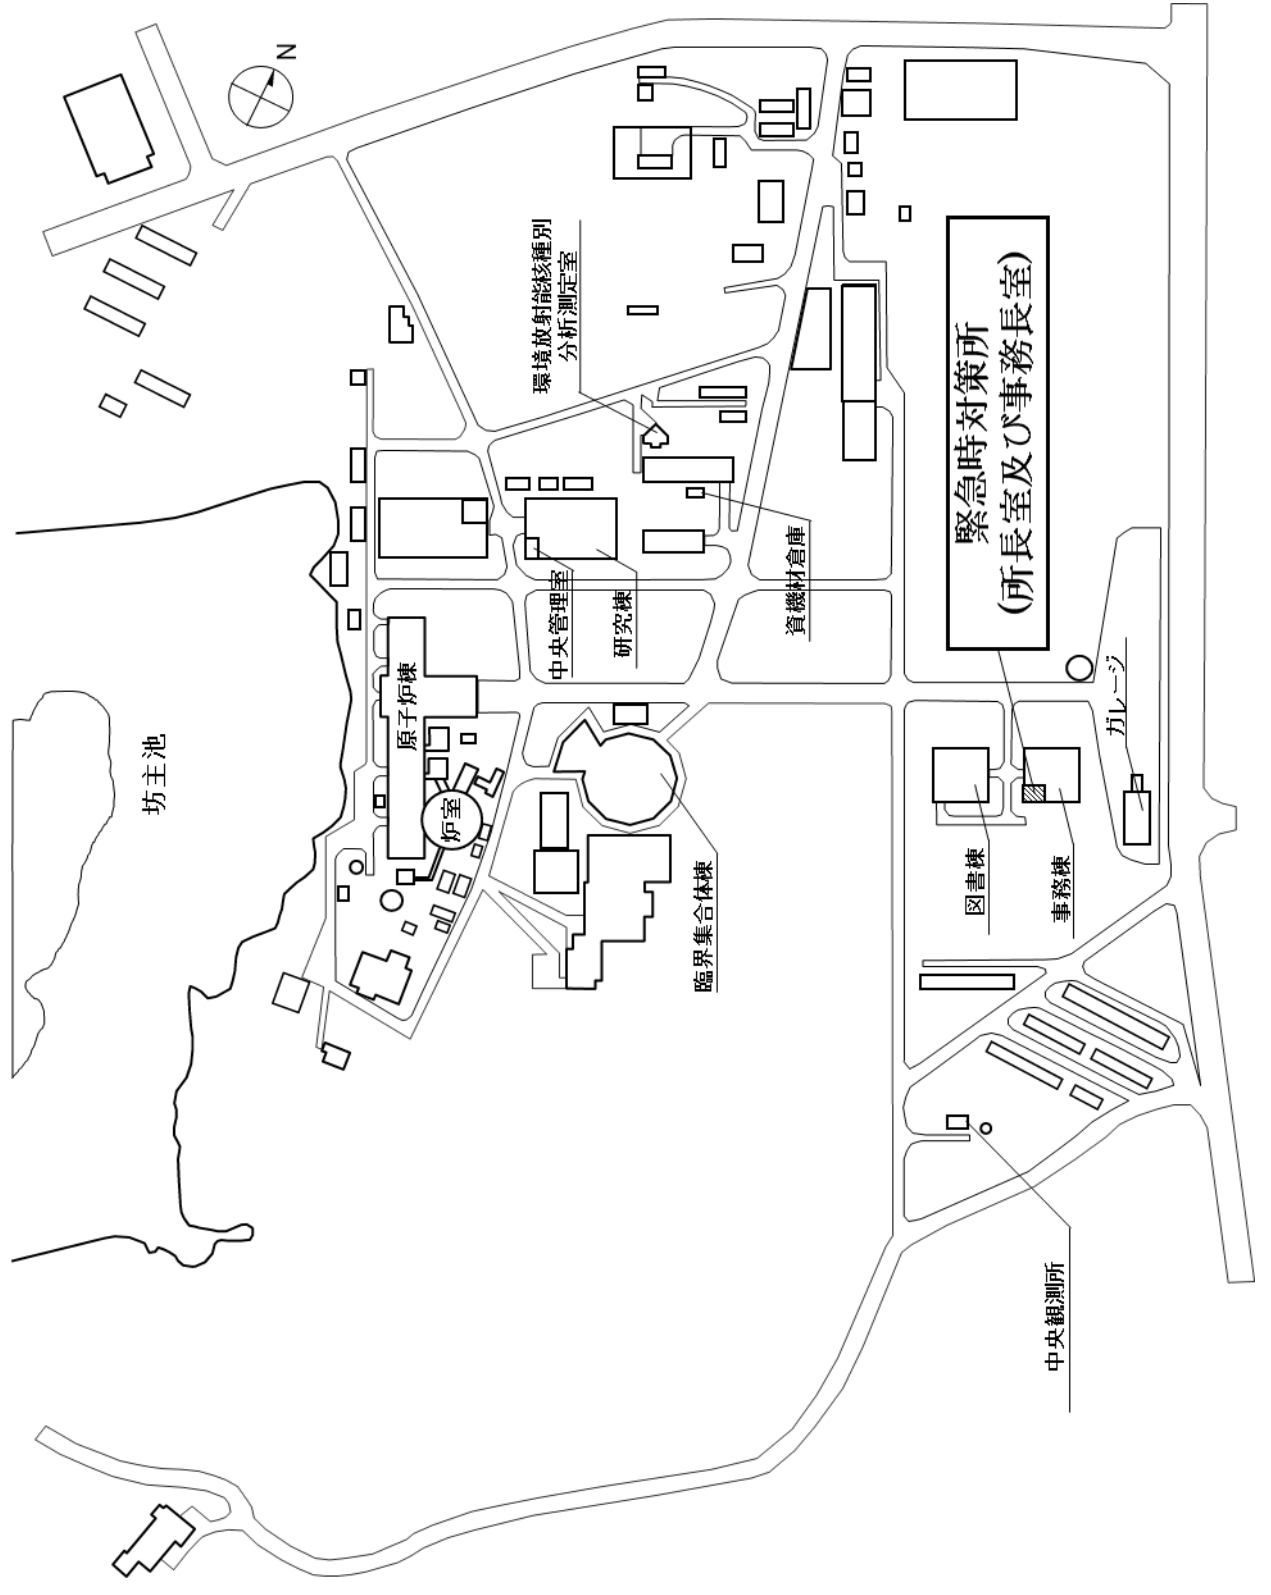 N
環境放射能核種別
分析測定室
緊急時対策所
(所長室及び事務長室)
資機材倉庫
中央管理室
研究棟
原子炉棟
坊主池
ガレージ
炉室
臨界集合体棟
図書棟
事務棟
中央観測所